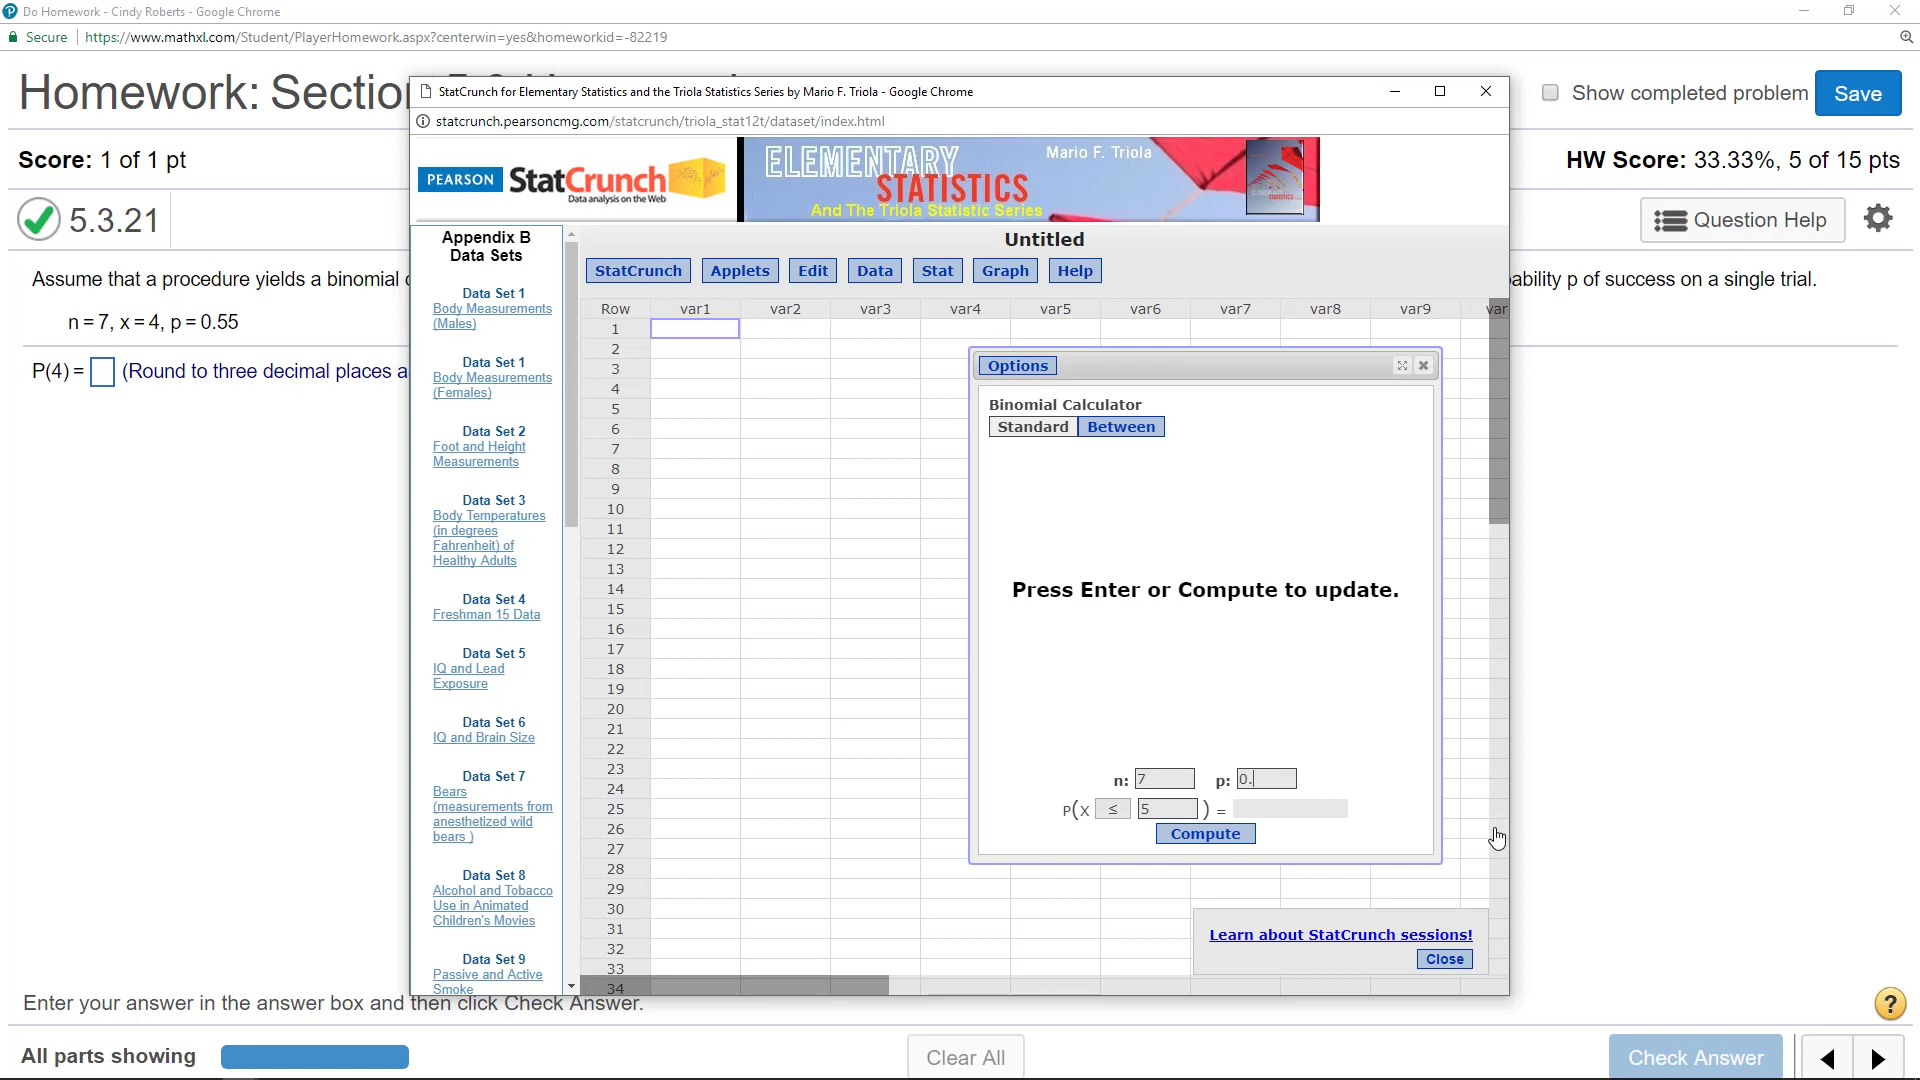 Do Homework - Cindy Roberts - Google Chrome
Secure
https://www.mathxl.com/Student/PlayerHomework.aspx?centerwin=yes&homeworkid=-82219
Homework: Section
Show completed problem
Save
Score: 1 of 1 pt
HW Score: 33.33%, 5 of 15 pts
5.3.21
Question Help
Assume that a procedure yields a binomial
ability p of success on a single trial.
n=7, x=4, p=0.55
P(4)=
(Round to three decimal places a
StatCrunch for Elementary Statistics and the Triola Statistics Series by Mario F. Triola - Google Chrome
statcrunch.pearsoncmg.com/statcrunch/triola_stat12t/dataset/index.html
PEARSON
StatCrunch
Data analysis on the Web
ELEMENTARY
STATISTICS
And The Triola Statistic Series
Mario F. Triola
Appendix B
Data Sets
Data Set 1
Body Measurements
(Males)
Data Set 1
Body Measurements
(Females)
Data Set 2
Foot and Height
Measurements
Data Set 3
Body Temperatures
(in degrees
Fahrenheit) of
Healthy Adults
Data Set 4
Freshman 15 Data
Data Set 5
IQ and Lead
Exposure
Data Set 6
IQ and Brain Size
Data Set 7
Bears
(measurements from
anesthetized wild
bears )
Data Set 8
Alcohol and Tobacco
Use in Animated
Children's Movies
Data Set 9
Passive and Active
Smoke
Untitled
StatCrunch Applets Edit Data Stat Graph Help
Row var1 var2 var3 var4 var5 var6 var7 var8 var9 var
1
2
3
4
5
6
7
8
9
10
11
12
13
14
15
16
17
18
19
20
21
22
23
24
25
26
27
28
29
30
31
32
33
34
Options
Binomial Calculator
Standard Between
Press Enter or Compute to update.
n: 7 p: 0.
P(X ≤ 5 ) =
Compute
Learn about StatCrunch sessions!
Close
Enter your answer in the answer box and then click Check Answer.
?
All parts showing
Clear All
Check Answer